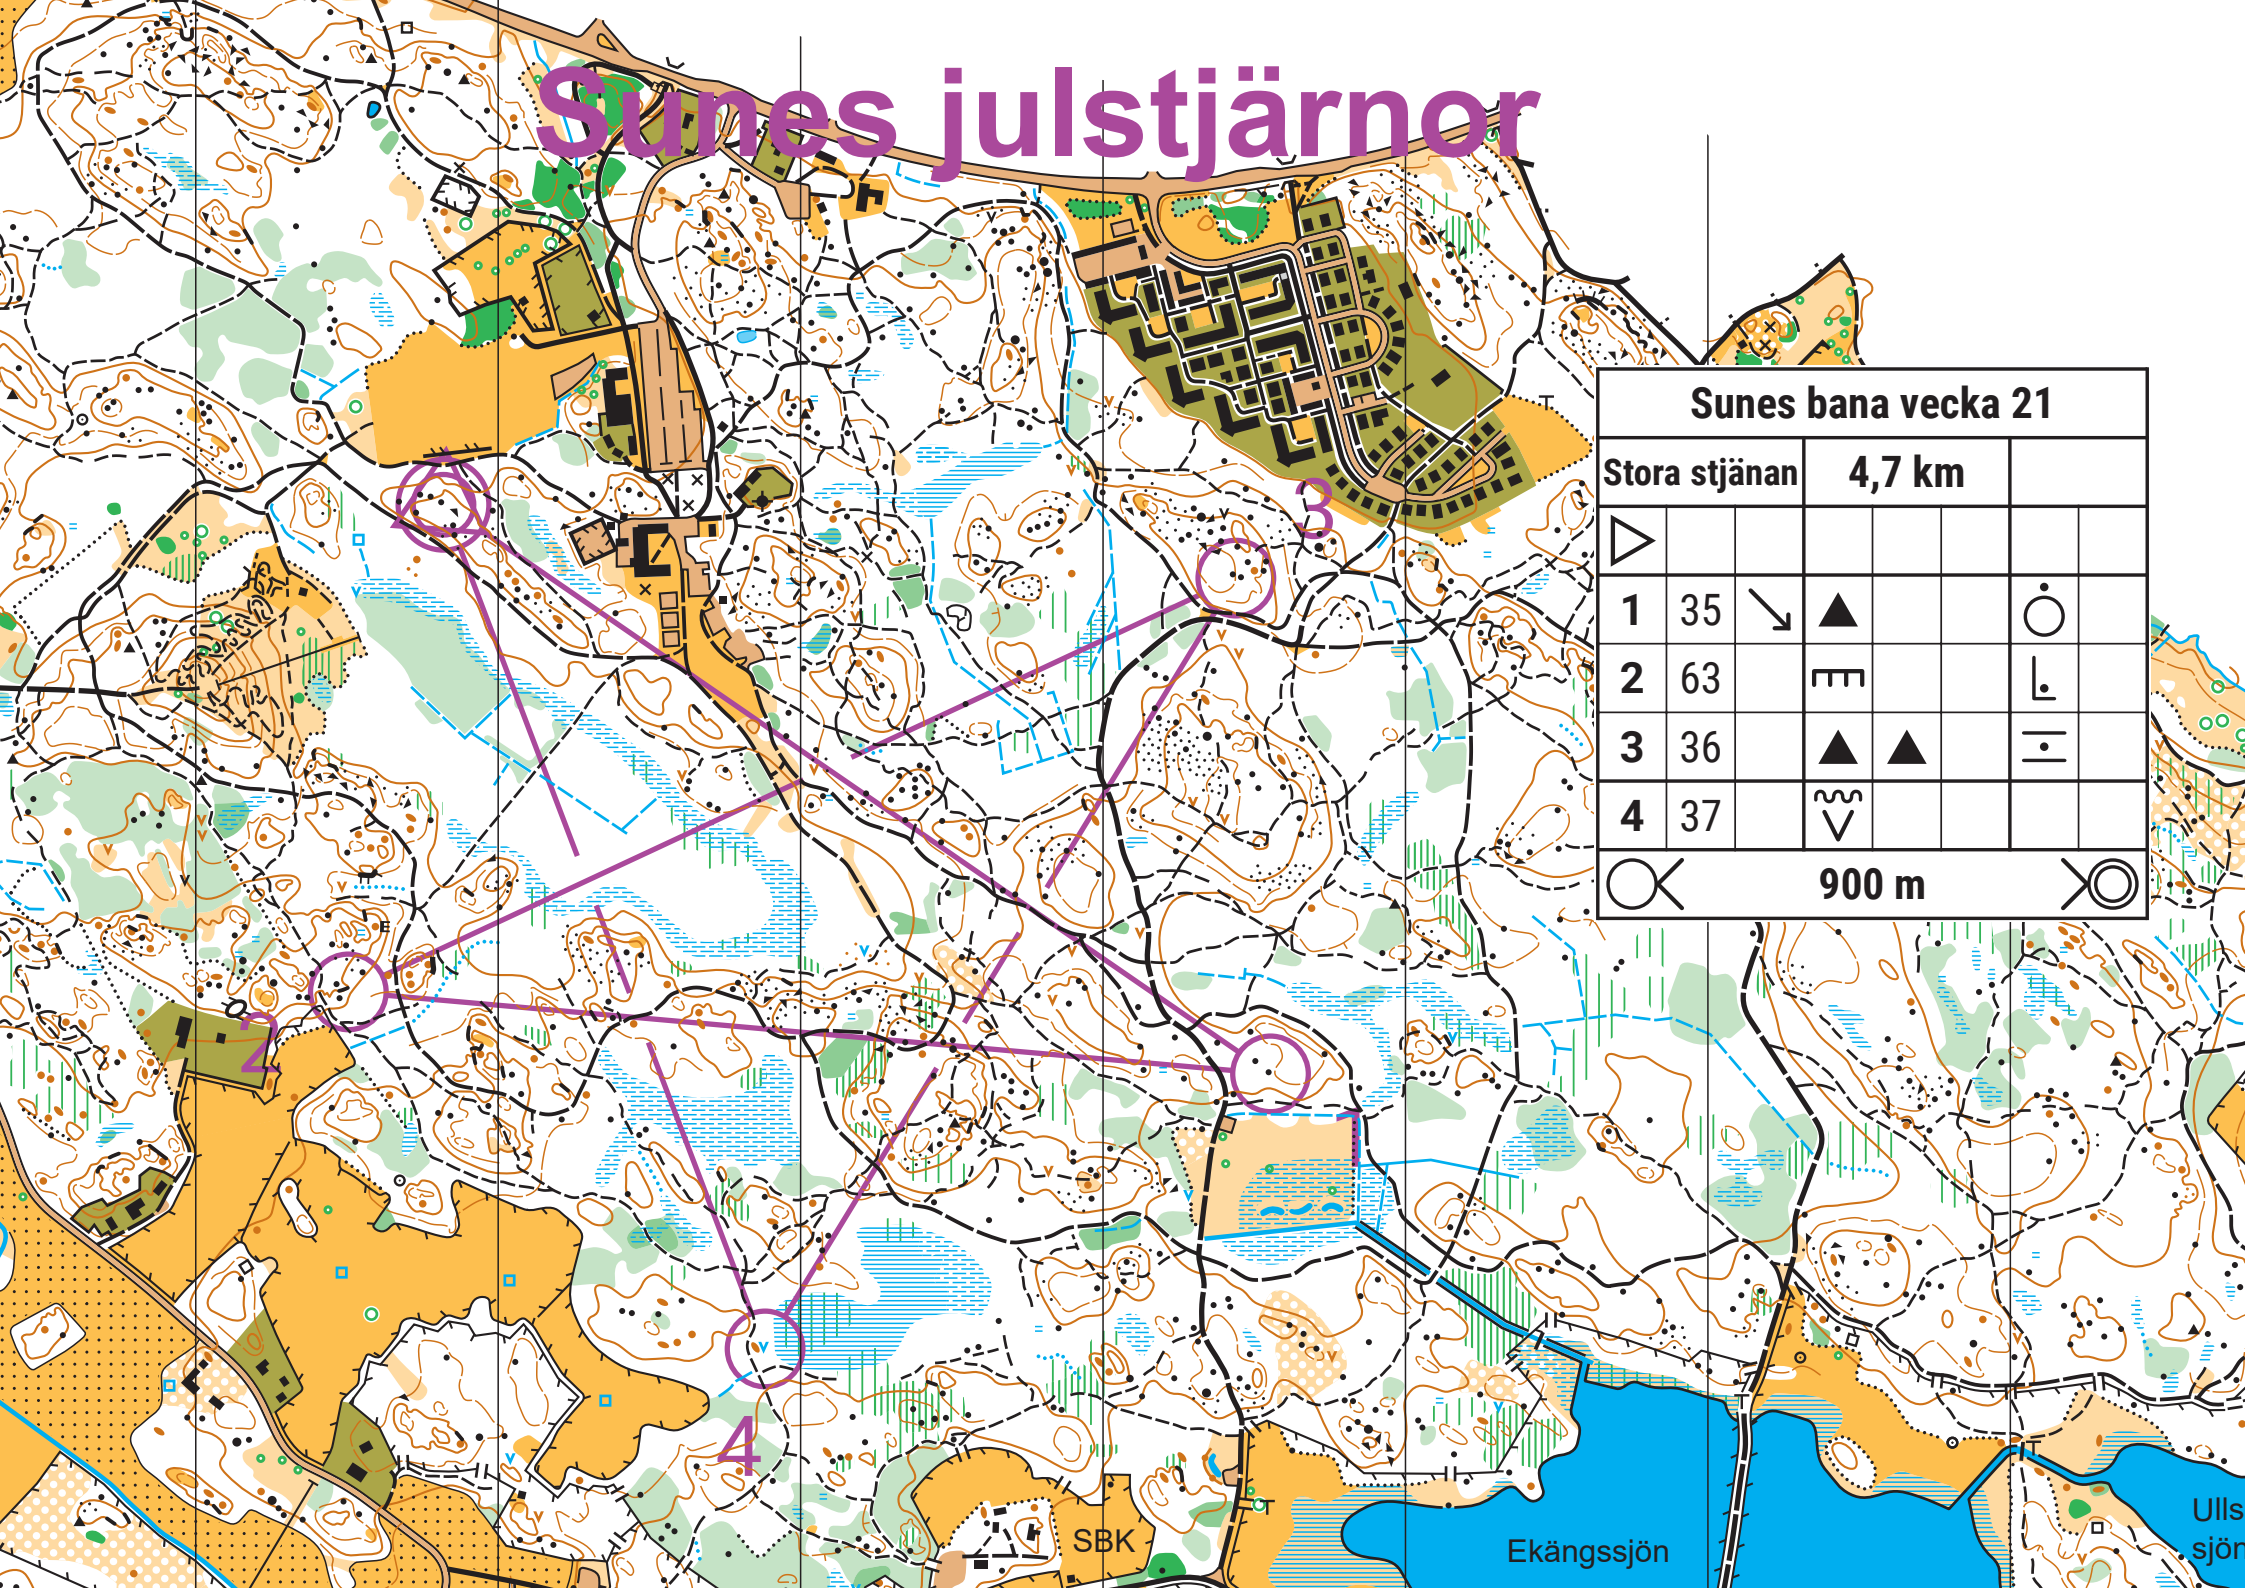 Sunes julstjärnor
Sunes bana vecka 21
Stora stjänan 4,7 km
1 35
2 63
3 36
4 37
900 m
3
2
4
E
SBK
Ekängssjön
Ulls
sjön